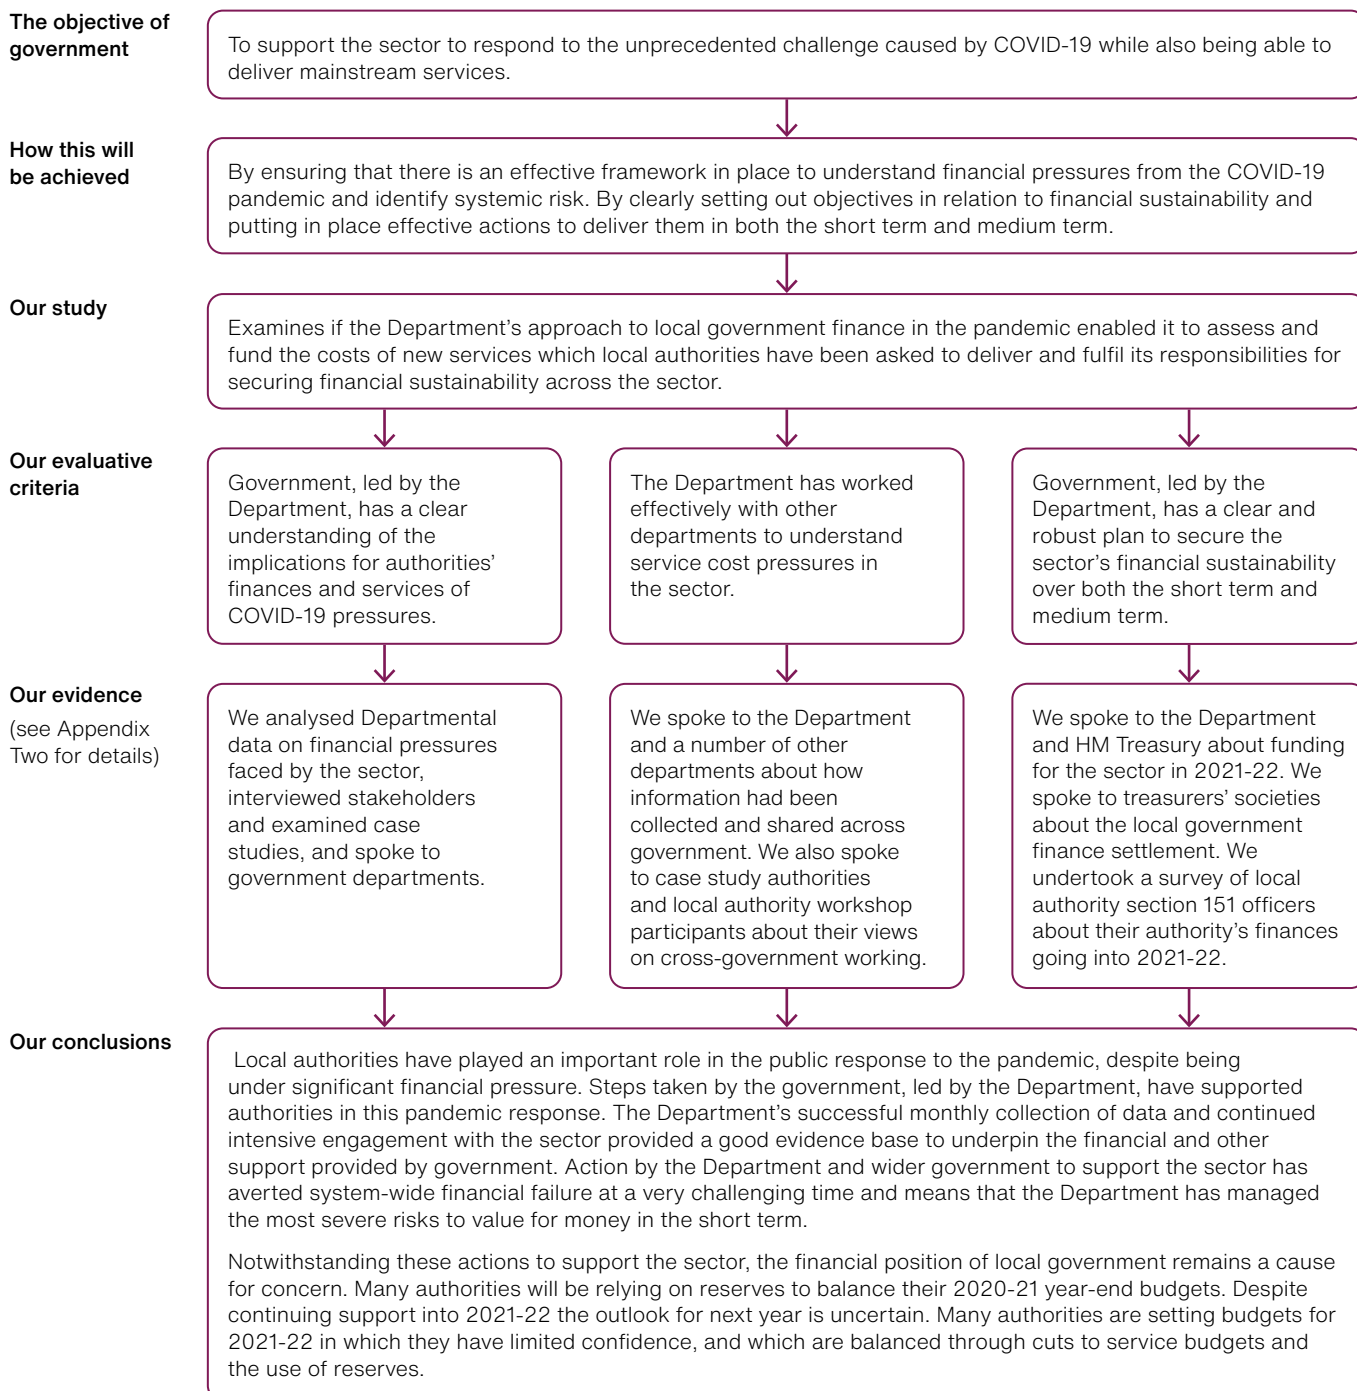 The objective of
government
To support the sector to respond to the unprecedented challenge caused by COVID-19 while also being able to
deliver mainstream services.
How this will
be achieved
By ensuring that there is an effective framework in place to understand financial pressures from the COVID-19
pandemic and identify systemic risk. By clearly setting out objectives in relation to financial sustainability and
putting in place effective actions to deliver them in both the short term and medium term.
Our study
Examines if the Department’s approach to local government finance in the pandemic enabled it to assess and
fund the costs of new services which local authorities have been asked to deliver and fulfil its responsibilities for
securing financial sustainability across the sector.
Our evaluative
criteria
Government, led by the
Department, has a clear
understanding of the
implications for authorities’
finances and services of
COVID-19 pressures.
The Department has worked
effectively with other
departments to understand
service cost pressures in
the sector.
Government, led by the
Department, has a clear and
robust plan to secure the
sector’s financial sustainability
over both the short term and
medium term.
Our evidence
(see Appendix
Two for details)
We analysed Departmental
data on financial pressures
faced by the sector,
interviewed stakeholders
and examined case
studies, and spoke to
government departments.
We spoke to the Department
and a number of other
departments about how
information had been
collected and shared across
government. We also spoke
to case study authorities
and local authority workshop
participants about their views
on cross-government working.
We spoke to the Department
and HM Treasury about funding
for the sector in 2021-22. We
spoke to treasurers’ societies
about the local government
finance settlement. We
undertook a survey of local
authority section 151 officers
about their authority’s finances
going into 2021-22.
Our conclusions
Local authorities have played an important role in the public response to the pandemic, despite being
under significant financial pressure. Steps taken by the government, led by the Department, have supported
authorities in this pandemic response. The Department’s successful monthly collection of data and continued
intensive engagement with the sector provided a good evidence base to underpin the financial and other
support provided by government. Action by the Department and wider government to support the sector has
averted system-wide financial failure at a very challenging time and means that the Department has managed
the most severe risks to value for money in the short term.
Notwithstanding these actions to support the sector, the financial position of local government remains a cause
for concern. Many authorities will be relying on reserves to balance their 2020-21 year-end budgets. Despite
continuing support into 2021-22 the outlook for next year is uncertain. Many authorities are setting budgets for
2021-22 in which they have limited confidence, and which are balanced through cuts to service budgets and
the use of reserves.